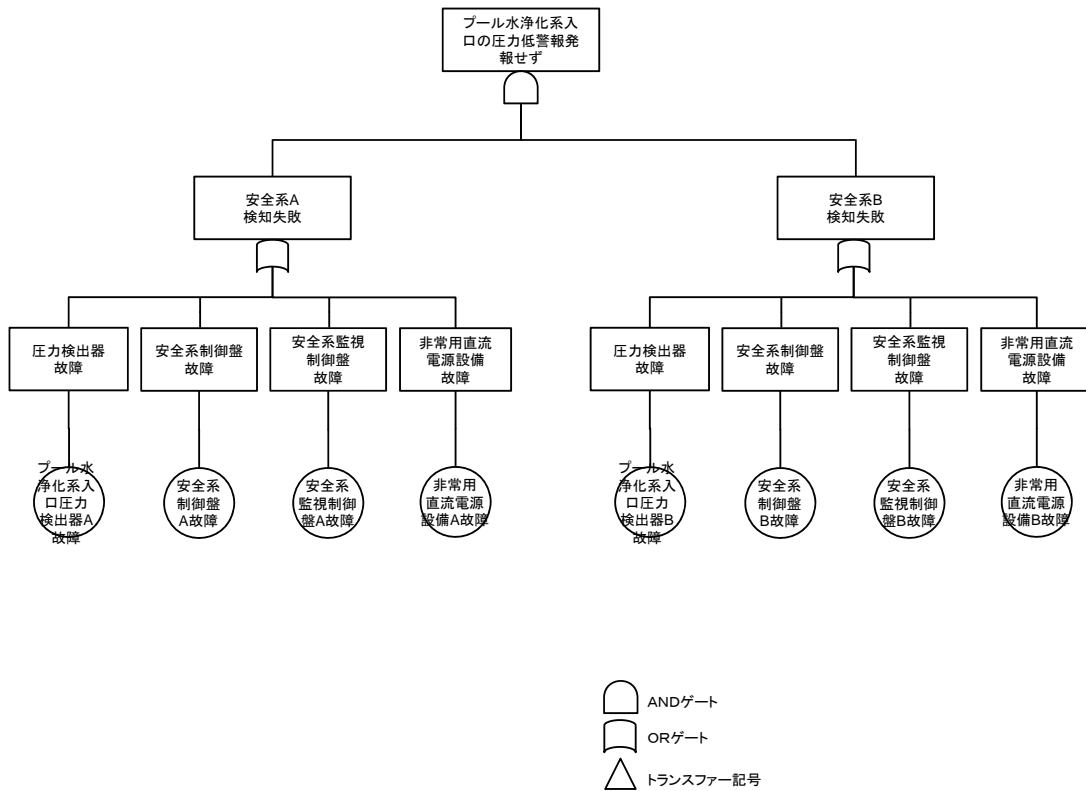 プール水浄化系入
口の圧力低警報発
報せず
安全系A
検知失敗
安全系B
検知失敗
圧力検出器
故障
安全系制御盤
故障
安全系監視
制御盤
故障
非常用直流
電源設備
故障
圧力検出器
故障
安全系制御盤
故障
安全系監視
制御盤
故障
非常用直流
電源設備
故障
プール水
浄化系入
口圧力
検出器A
故障
安全系
制御盤
A故障
安全系
監視制御
盤A故障
非常用
直流電源
設備A故障
プール水
浄化系入
口圧力
検出器B
故障
安全系
制御盤
B故障
安全系
監視制御
盤B故障
非常用
直流電源
設備B故障
ANDゲート
ORゲート
トランスファー記号